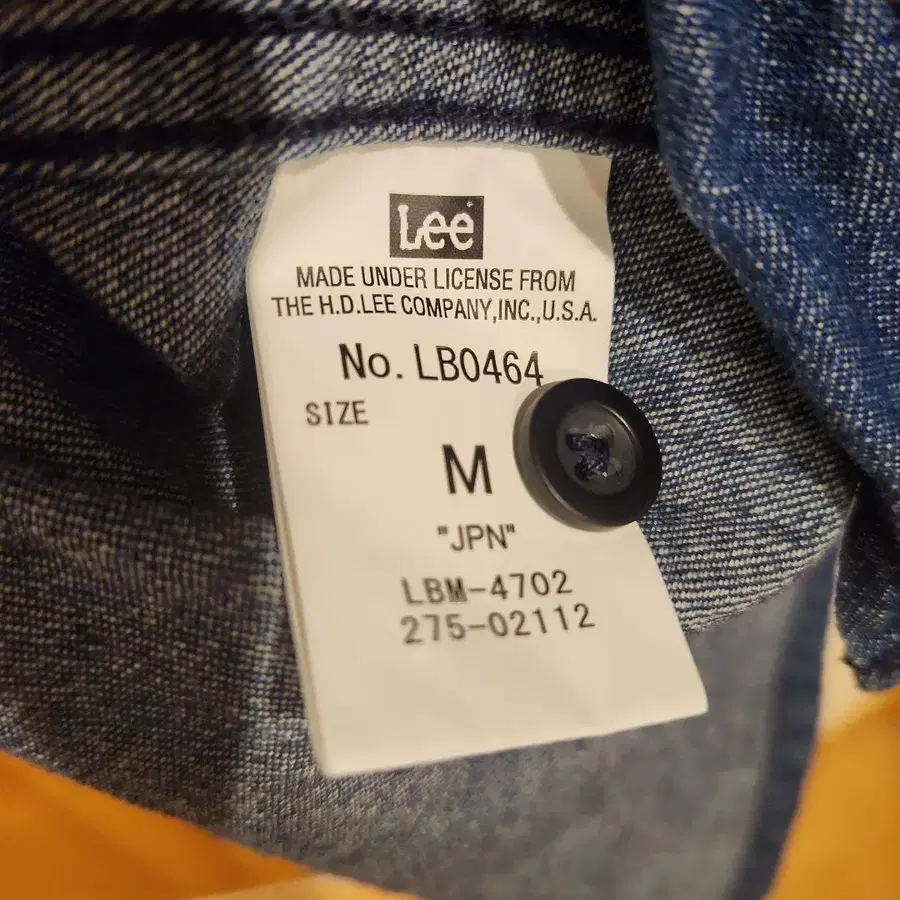 Lee
MADE UNDER LICENSE FROM
THE H.D.LEE COMPANY,INC.,U.S.A.
No. LB0464
SIZE
M
"JPN"
LBM-4702
275-02112